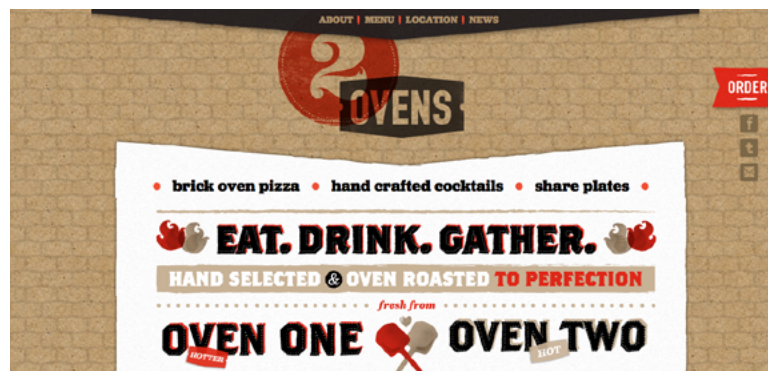 ABOUT | MENU | LOCATION | NEWS
2
OVENS
ORDER
f
t
• brick oven pizza • hand crafted cocktails • share plates •
EAT. DRINK. GATHER.
HAND SELECTED & OVEN ROASTED TO PERFECTION
fresh from
OVEN ONE OVEN TWO
HOTTER HOT